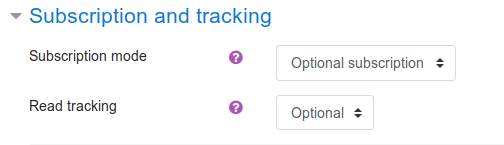 Subscription and tracking
Subscription mode ? Optional subscription
Read tracking ? Optional